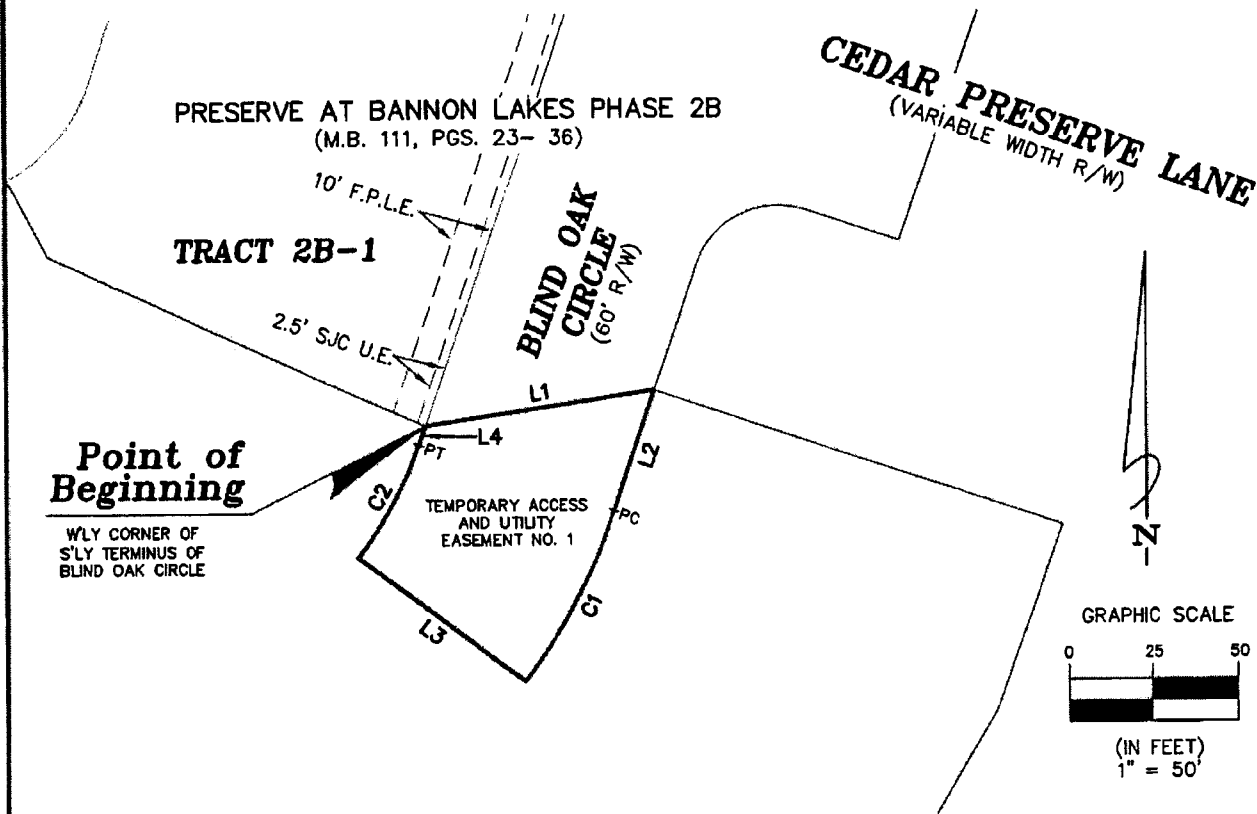 CEDAR PRESERVE LANE
(VARIABLE WIDTH R/W)
PRESERVE AT BANNON LAKES PHASE 2B
(M.B. 111, PGS. 23– 36)
10' F.P.L.E.
TRACT 2B–1
BLIND OAK
CIRCLE
(60' R/W)
2.5' SJC U.E.
L1
L4
PT
L2
Point of
Beginning
C2
TEMPORARY ACCESS
AND UTILITY
EASEMENT NO. 1
PC
W'LY CORNER OF
S'LY TERMINUS OF
BLIND OAK CIRCLE
N
C1
L3
GRAPHIC SCALE
0 25 50
(IN FEET)
1" = 50'